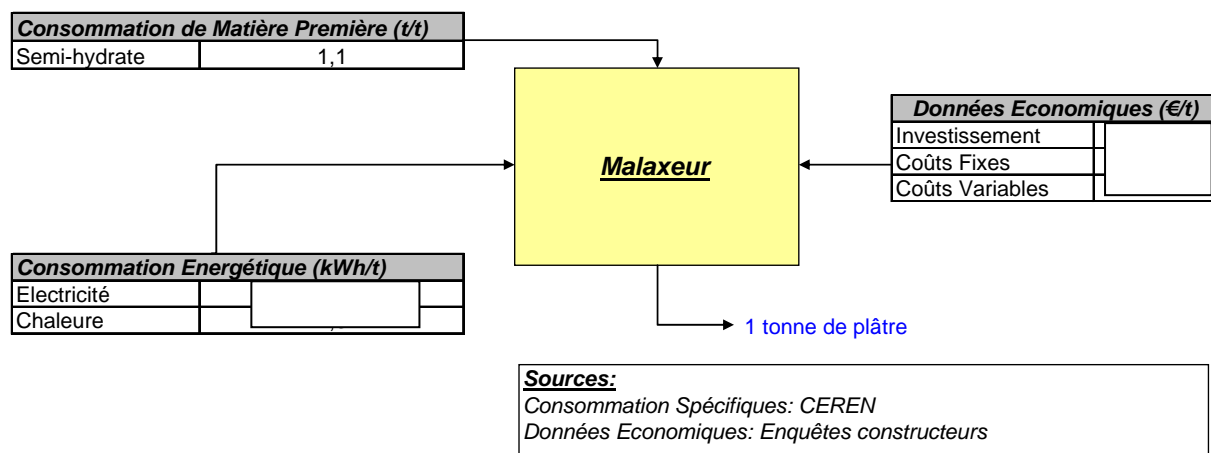 Consommation de Matière Première (t/t)
Semi-hydrate 1,1
Données Economiques (€/t)
Investissement
Coûts Fixes
Coûts Variables
Malaxeur
Consommation Energétique (kWh/t)
Electricité
Chaleure
1 tonne de plâtre
Sources:
Consommation Spécifiques: CEREN
Données Economiques: Enquêtes constructeurs